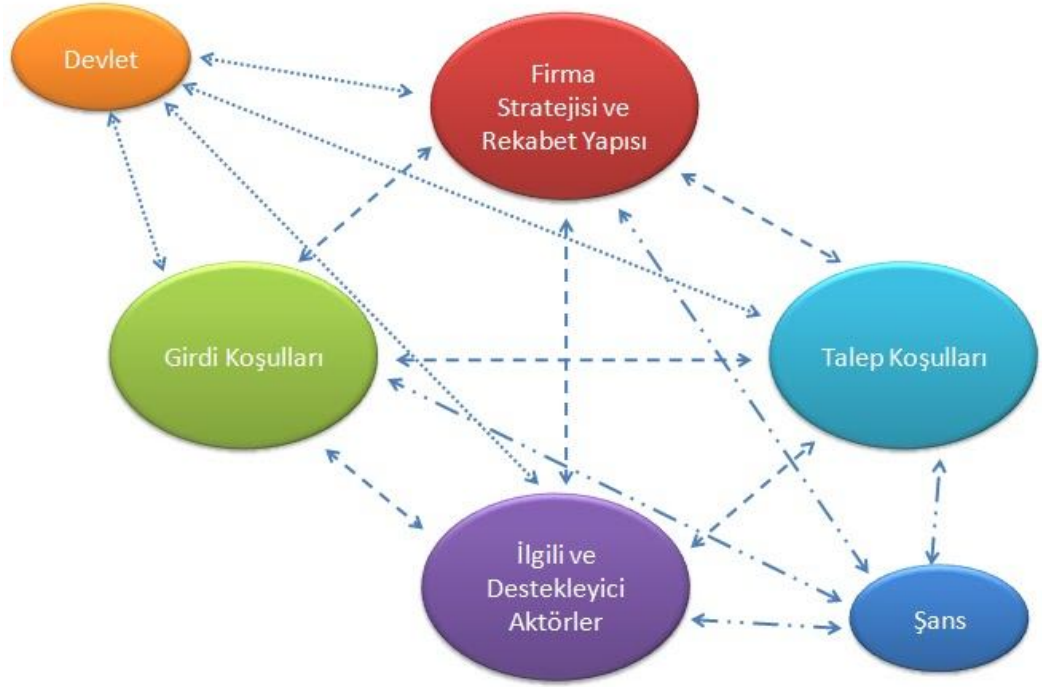 Devlet
Firma
Stratejisi ve
Rekabet Yapısı
Girdi Koşulları
Talep Koşulları
İlgili ve
Destekleyici
Aktörler
Şans